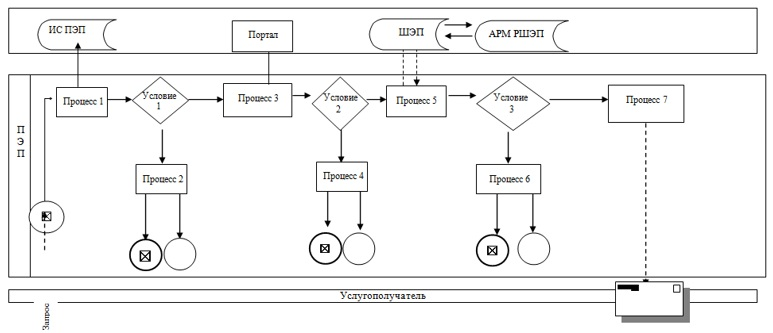 ИС ПЭП
Портал
ШЭП
АРМ РШЭП
ПЭП
Процесс 1
Условие
1
Процесс 3
Условие
2
Процесс 5
Условие
3
Процесс 7
Процесс 2
Процесс 4
Процесс 6
Услугополучатель
Запрос